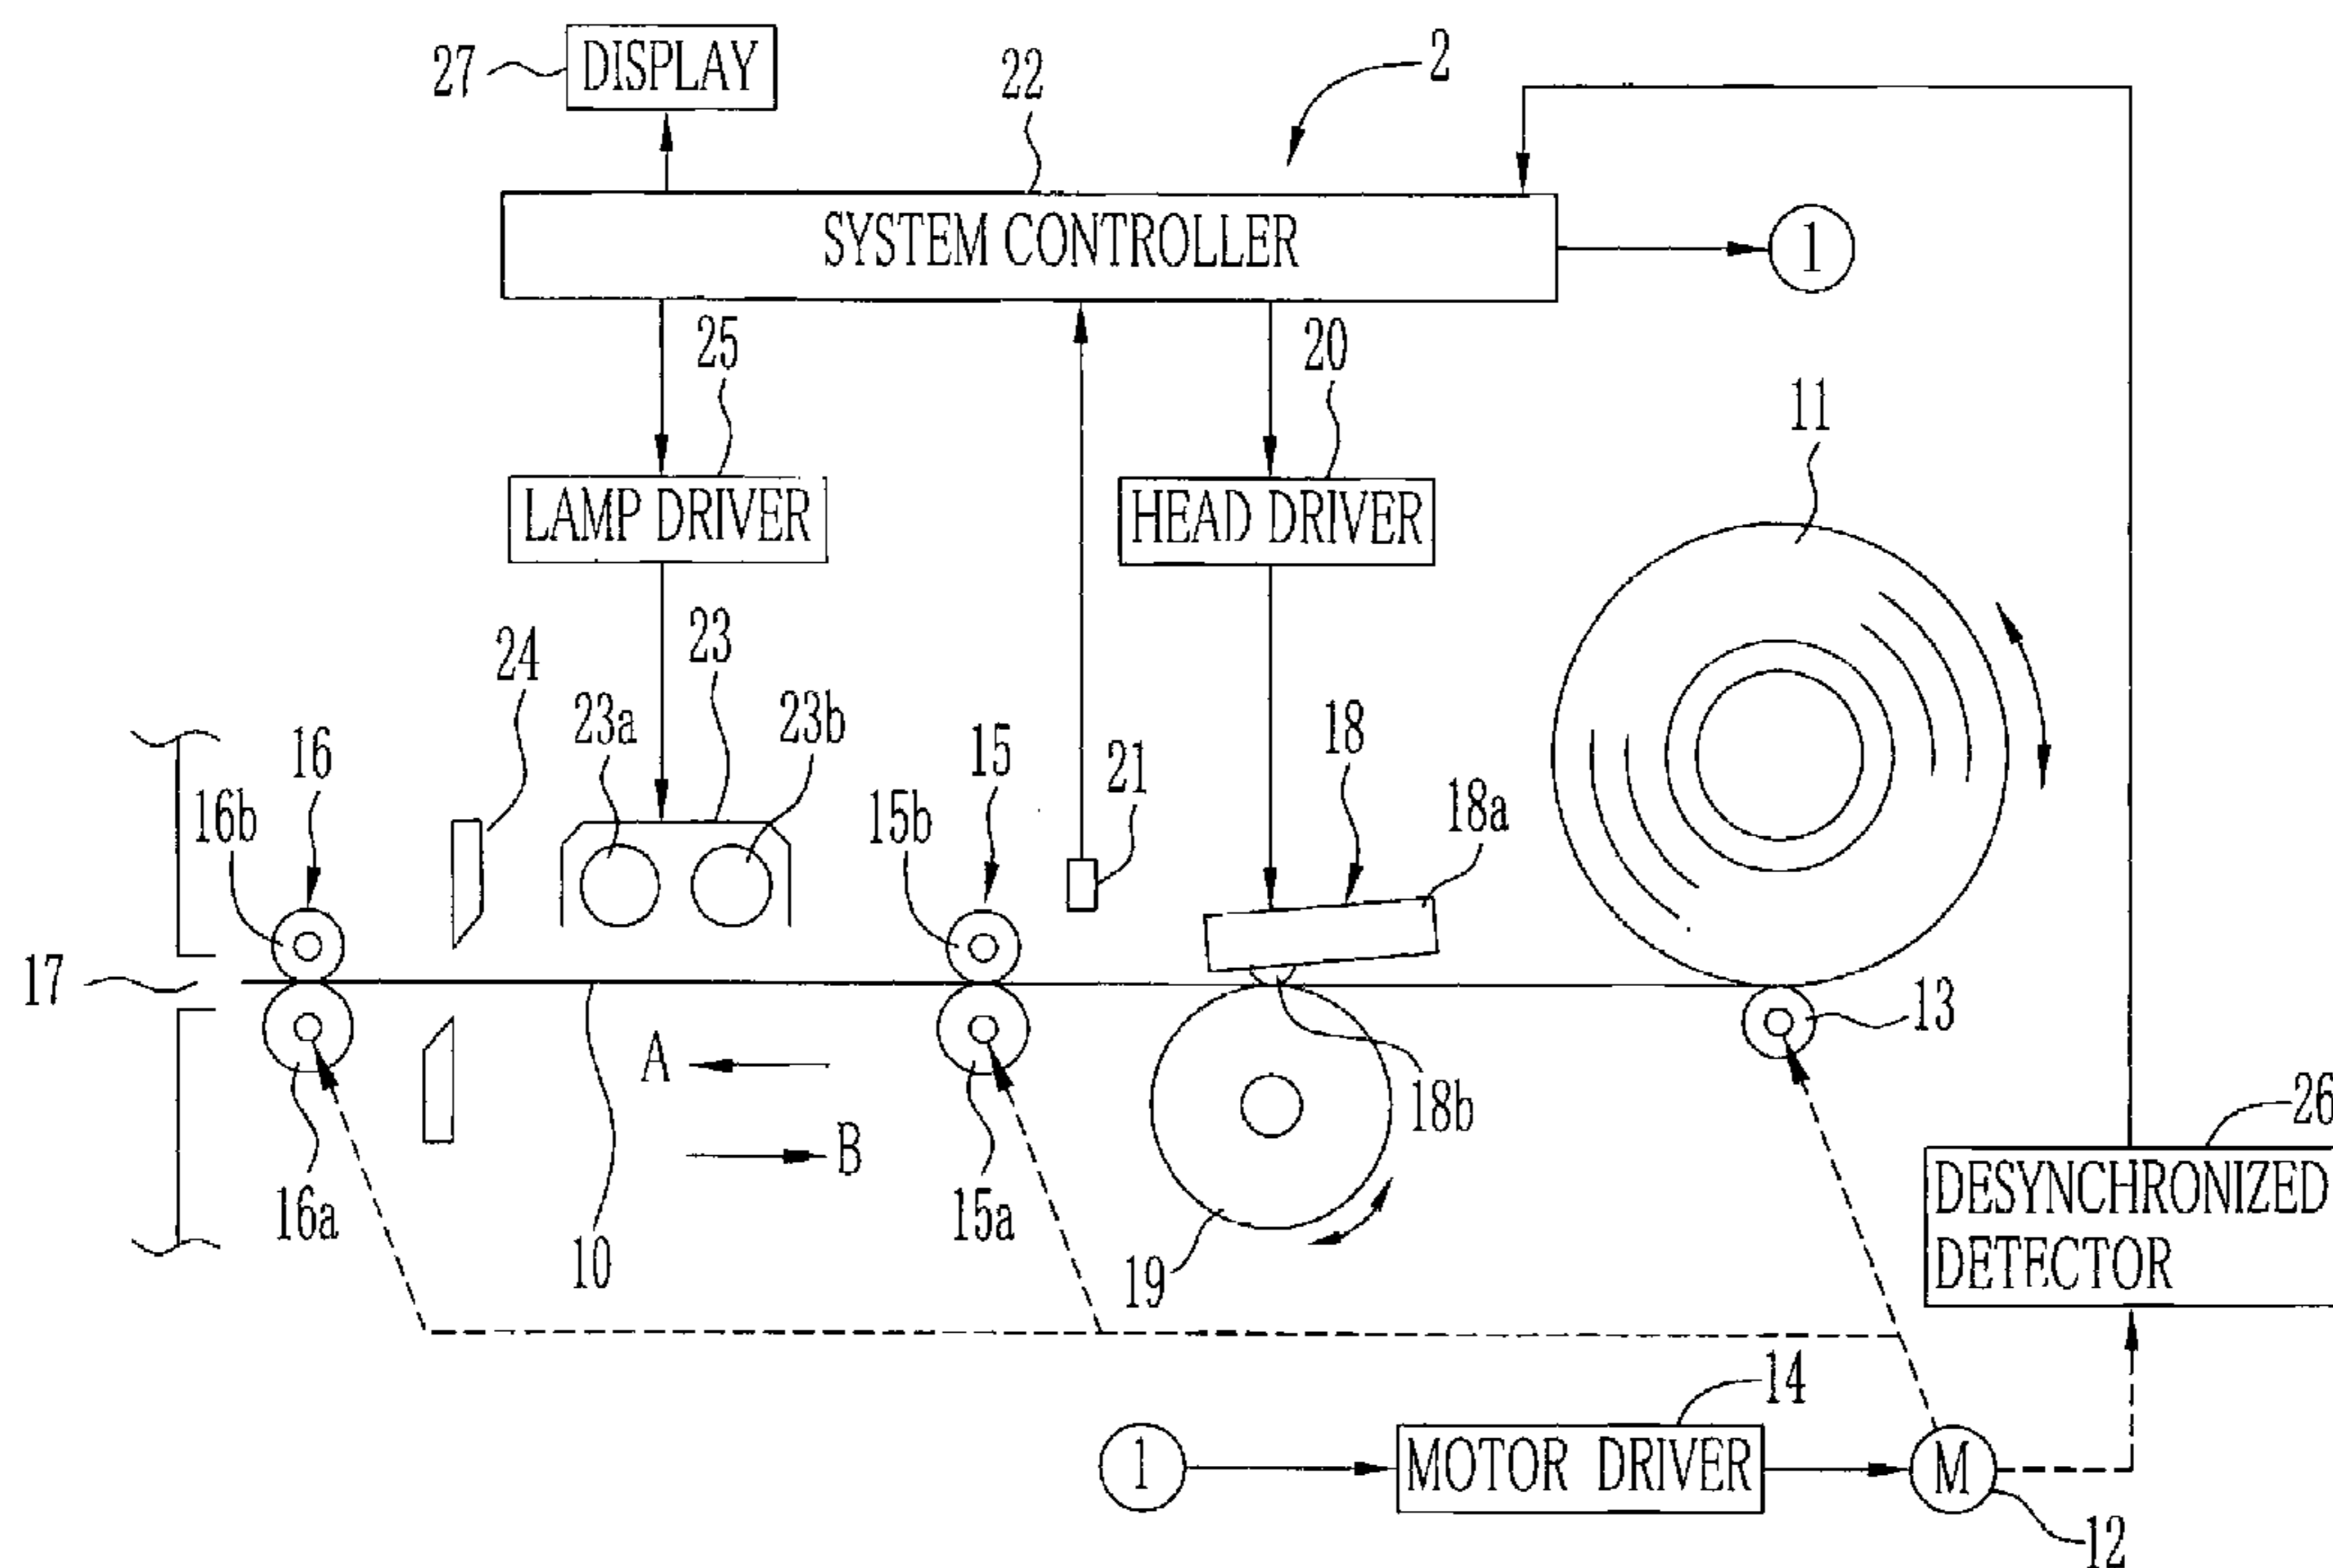 27
DISPLAY
22
2
SYSTEM CONTROLLER
1
25
20
11
LAMP DRIVER
HEAD DRIVER
24
23
23a
23b
18
16
15
21
18a
16b
15b
17
13
A
18b
B
26
16a
15a
DESYNCHRONIZED
DETECTOR
10
19
14
1
MOTOR DRIVER
M
12